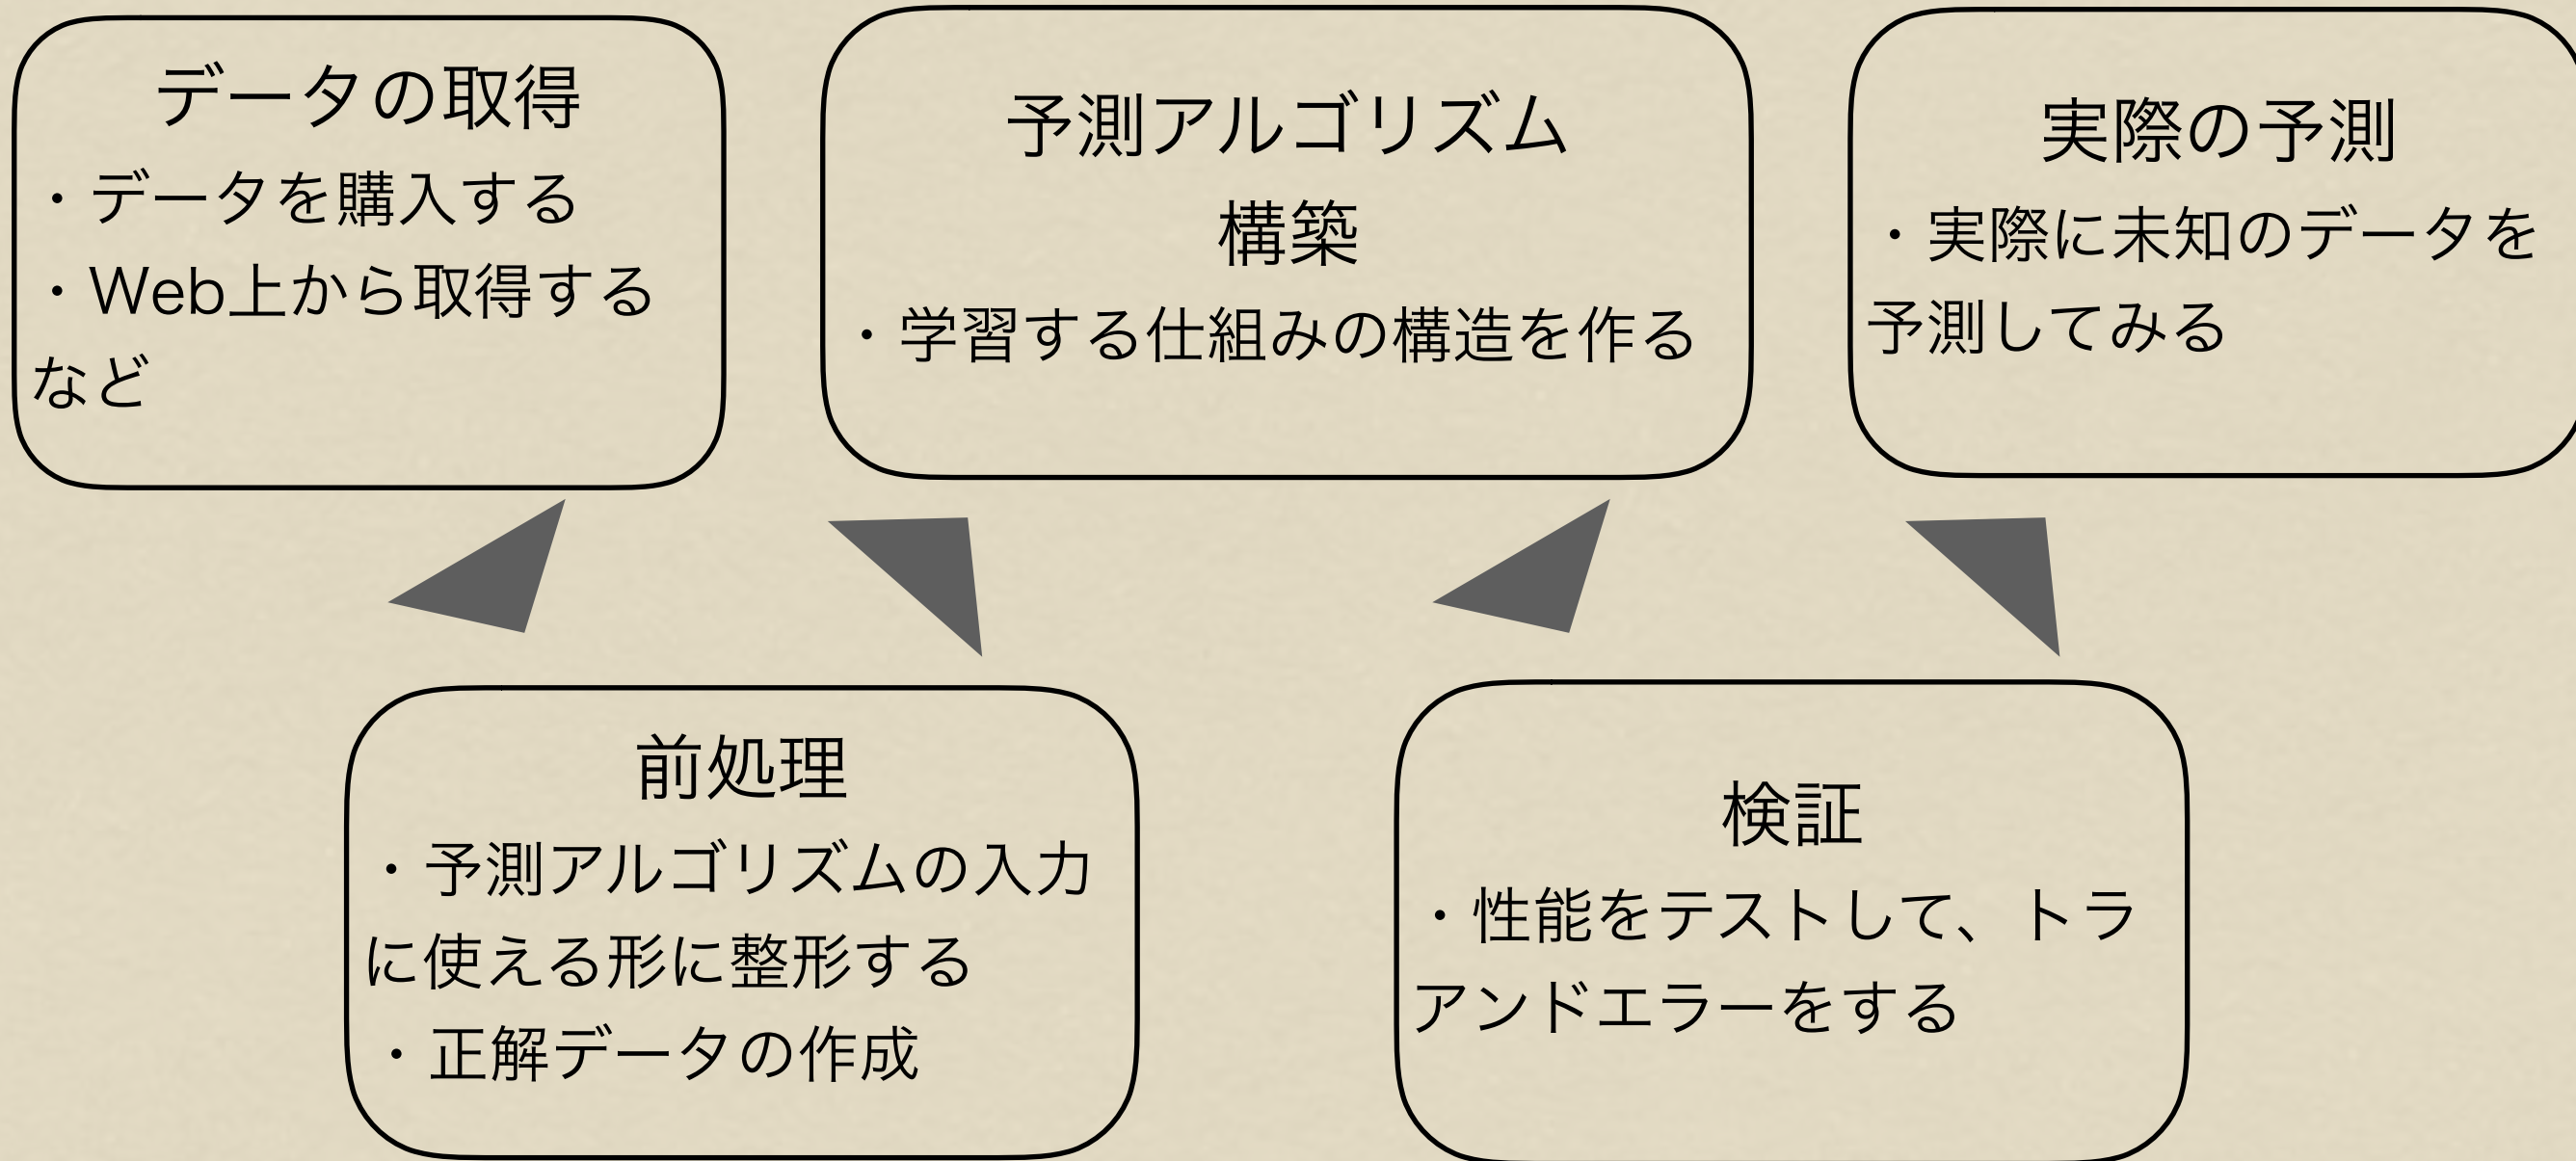 データの取得
・データを購入する
・Web上から取得する
など
予測アルゴリズム
構築
・学習する仕組みの構造を作る
実際の予測
・実際に未知のデータを
予測してみる
前処理
・予測アルゴリズムの入力
に使える形に整形する
・正解データの作成
検証
・性能をテストして、トラ
アンドエラーをする